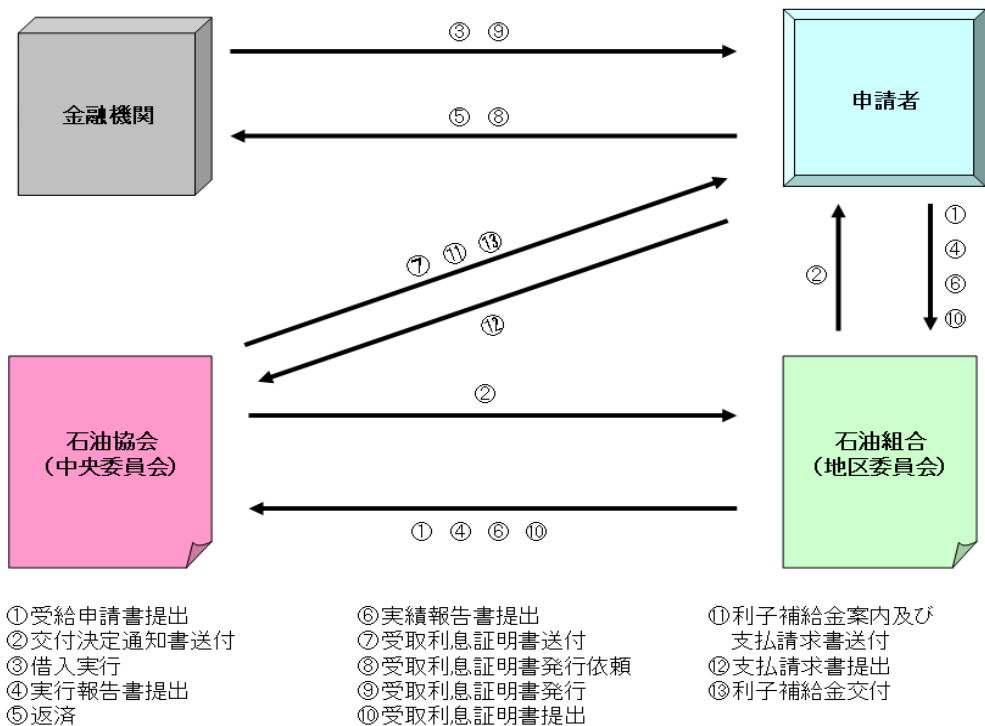 ③ ⑨
金融機関
申請者
⑤ ⑧
⑦ ⑪ ⑬
②
①
④
⑥
⑩
⑫
②
石油協会
(中央委員会)
石油組合
(地区委員会)
① ④ ⑥ ⑩
①受給申請書提出
②交付決定通知書送付
③借入実行
④実行報告書提出
⑤返済
⑥実績報告書提出
⑦受取利息証明書送付
⑧受取利息証明書発行依頼
⑨受取利息証明書発行
⑩受取利息証明書提出
⑪利子補給金案内及び
支払請求書送付
⑫支払請求書提出
⑬利子補給金交付